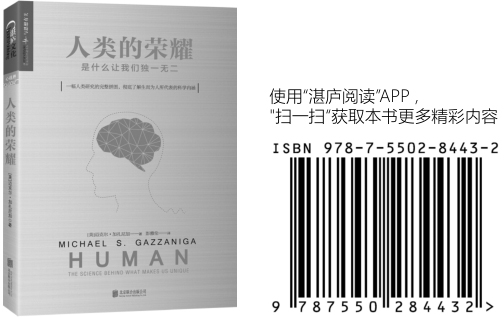 人类的荣耀
是什么让我们独一无二
人类的荣耀
MICHAEL S. GAZZANIGA
HUMAN
THE SCIENCE BEHIND WHAT MAKES US UNIQUE
使用“湛庐阅读”APP，
"扫一扫“获取本书更多精彩内容
ISBN 978-7-5502-8443-2
9 787550 284432 >